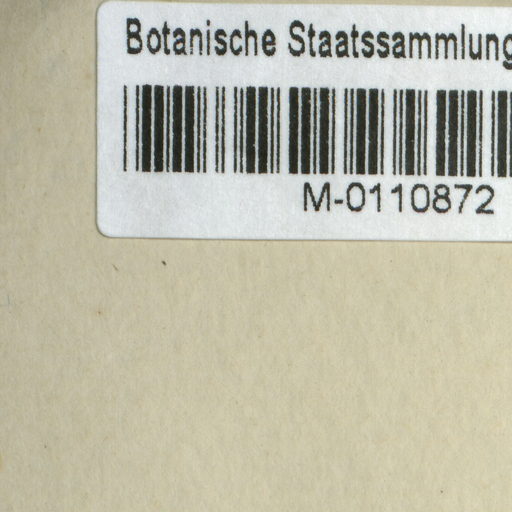 Botanische Staatssammlung
M-0110872